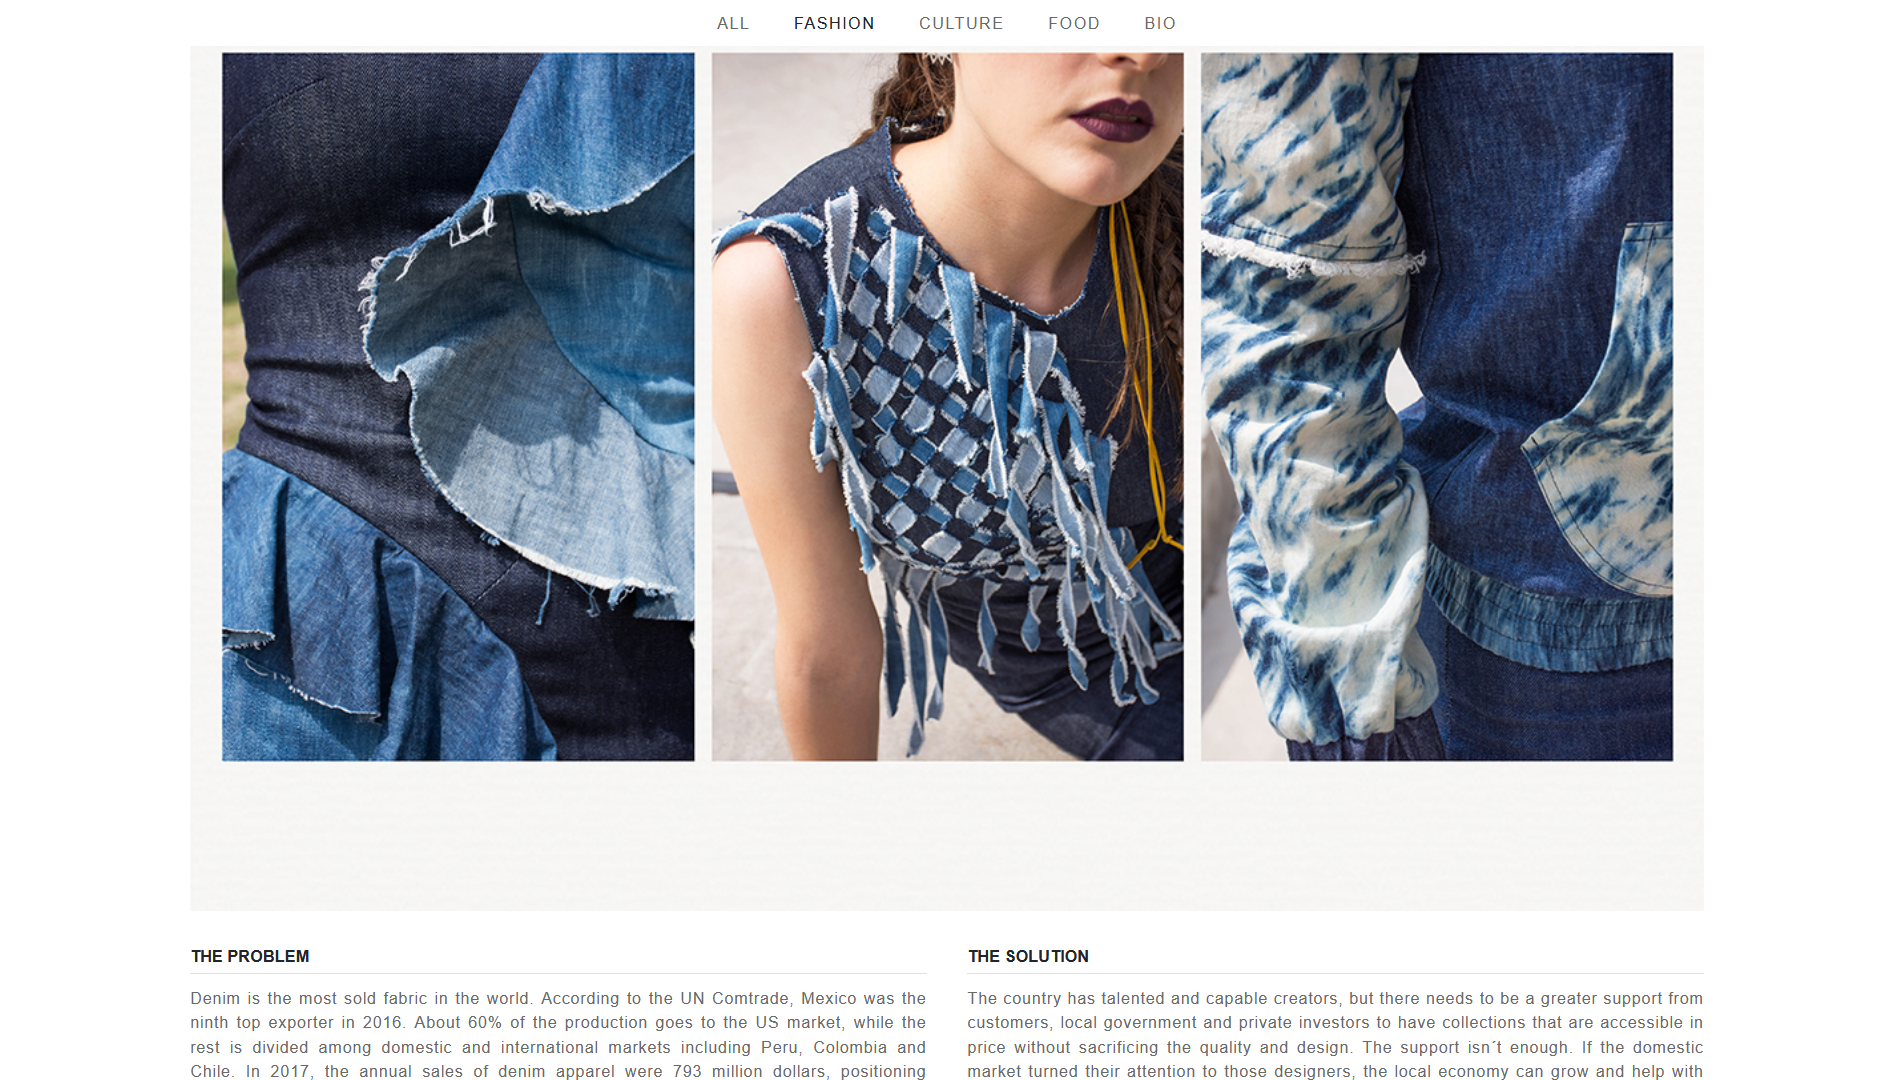 ALL FASHION CULTURE FOOD BIO
THE PROBLEM
Denim is the most sold fabric in the world. According to the UN Comtrade, Mexico was the
ninth top exporter in 2016. About 60% of the production goes to the US market, while the
rest is divided among domestic and international markets including Peru, Colombia and
Chile. In 2017, the annual sales of denim apparel were 793 million dollars, positioning
THE SOLUTION
The country has talented and capable creators, but there needs to be a greater support from
customers, local government and private investors to have collections that are accessible in
price without sacrificing the quality and design. The support isn´t enough. If the domestic
market turned their attention to those designers, the local economy can grow and help with